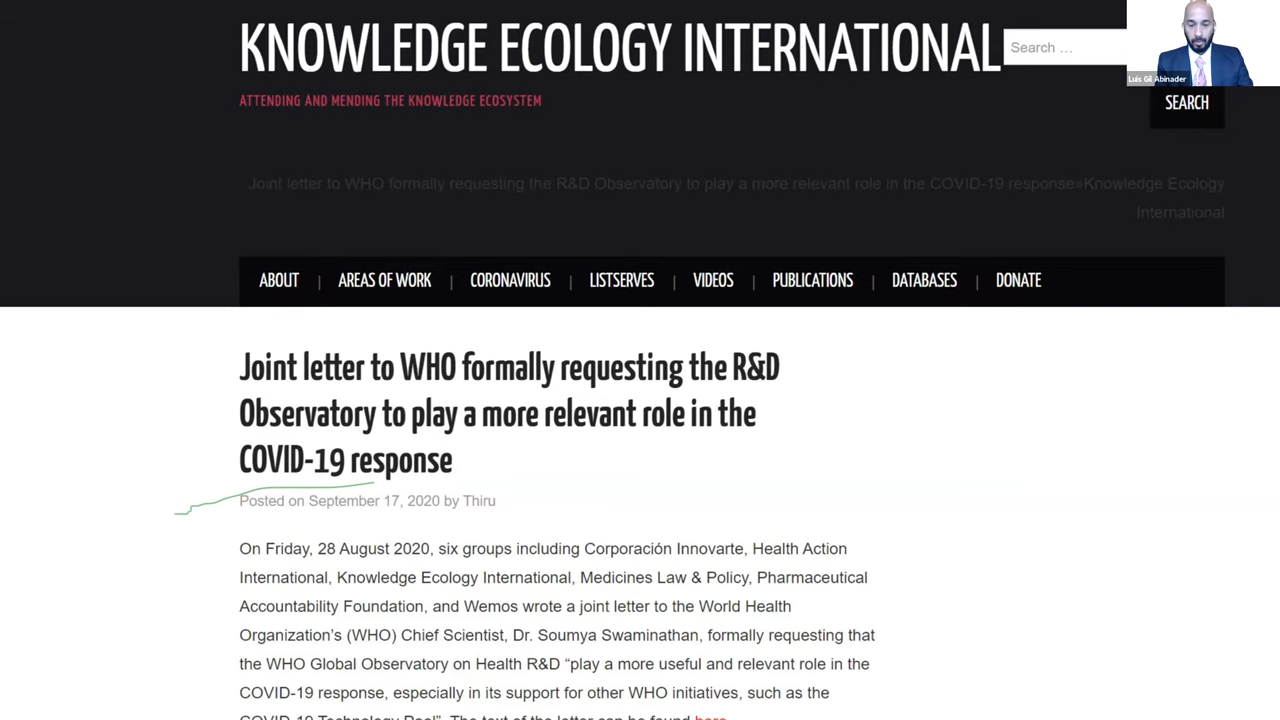 KNOWLEDGE ECOLOGY INTERNATIONAL
Search …
Luis Gil Abinader
ATTENDING AND MENDING THE KNOWLEDGE ECOSYSTEM
SEARCH
Joint letter to WHO formally requesting the R&D Observatory to play a more relevant role in the COVID-19 response»Knowledge Ecology
International
ABOUT | AREAS OF WORK | CORONAVIRUS | LISTSERVES | VIDEOS | PUBLICATIONS | DATABASES | DONATE
Joint letter to WHO formally requesting the R&D
Observatory to play a more relevant role in the
COVID-19 response
Posted on September 17, 2020 by Thiru
On Friday, 28 August 2020, six groups including Corporación Innovarte, Health Action
International, Knowledge Ecology International, Medicines Law & Policy, Pharmaceutical
Accountability Foundation, and Wemos wrote a joint letter to the World Health
Organization’s (WHO) Chief Scientist, Dr. Soumya Swaminathan, formally requesting that
the WHO Global Observatory on Health R&D “play a more useful and relevant role in the
COVID-19 response, especially in its support for other WHO initiatives, such as the
COVID-19 Technology Pool”. The text of the letter can be found here